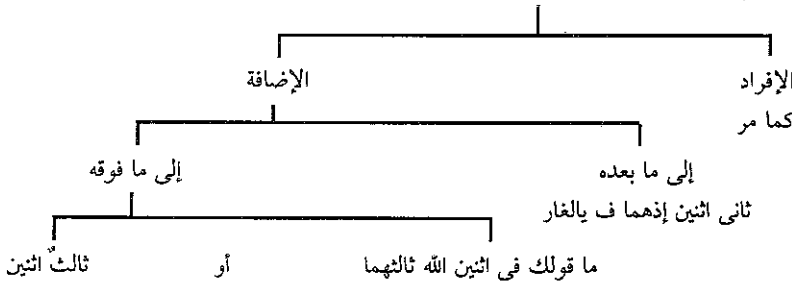 الإفراد الإضافة
كما مر
إلى ما بعده إلى ما فوقه
ثانى اثنين إذهما ف يالغار
ما قولك فى اثنين الله ثالثهما أو ثالثٌ اثنين